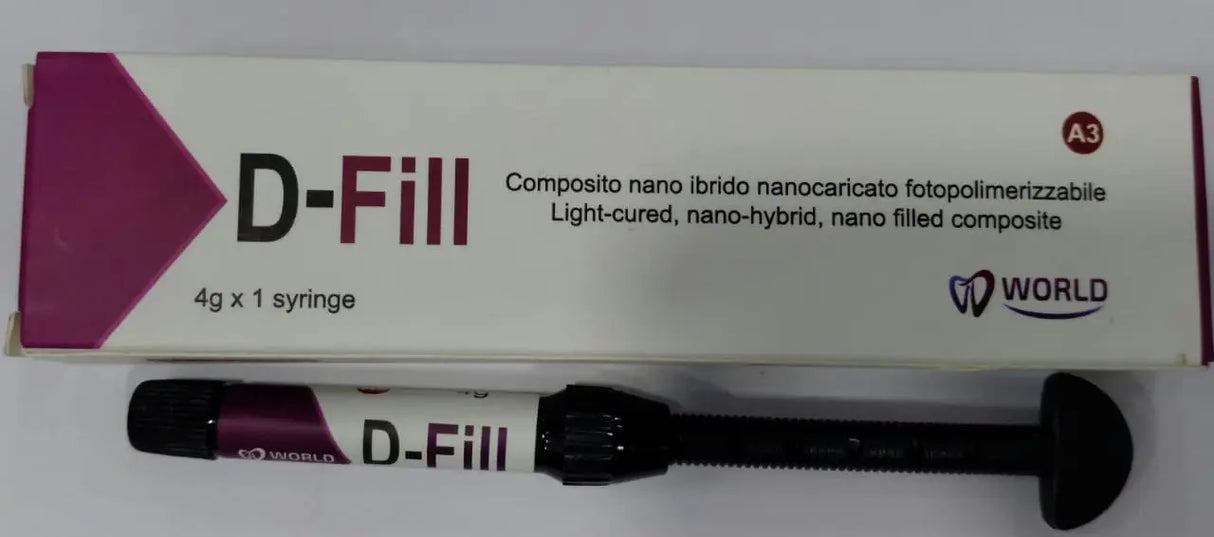 A3
D-Fill
Composito nano ibrido nanocaricato fotopolimerizzabile
Light-cured, nano-hybrid, nano filled composite
4g x 1 syringe
WORLD
4g
WORLD
D-Fill